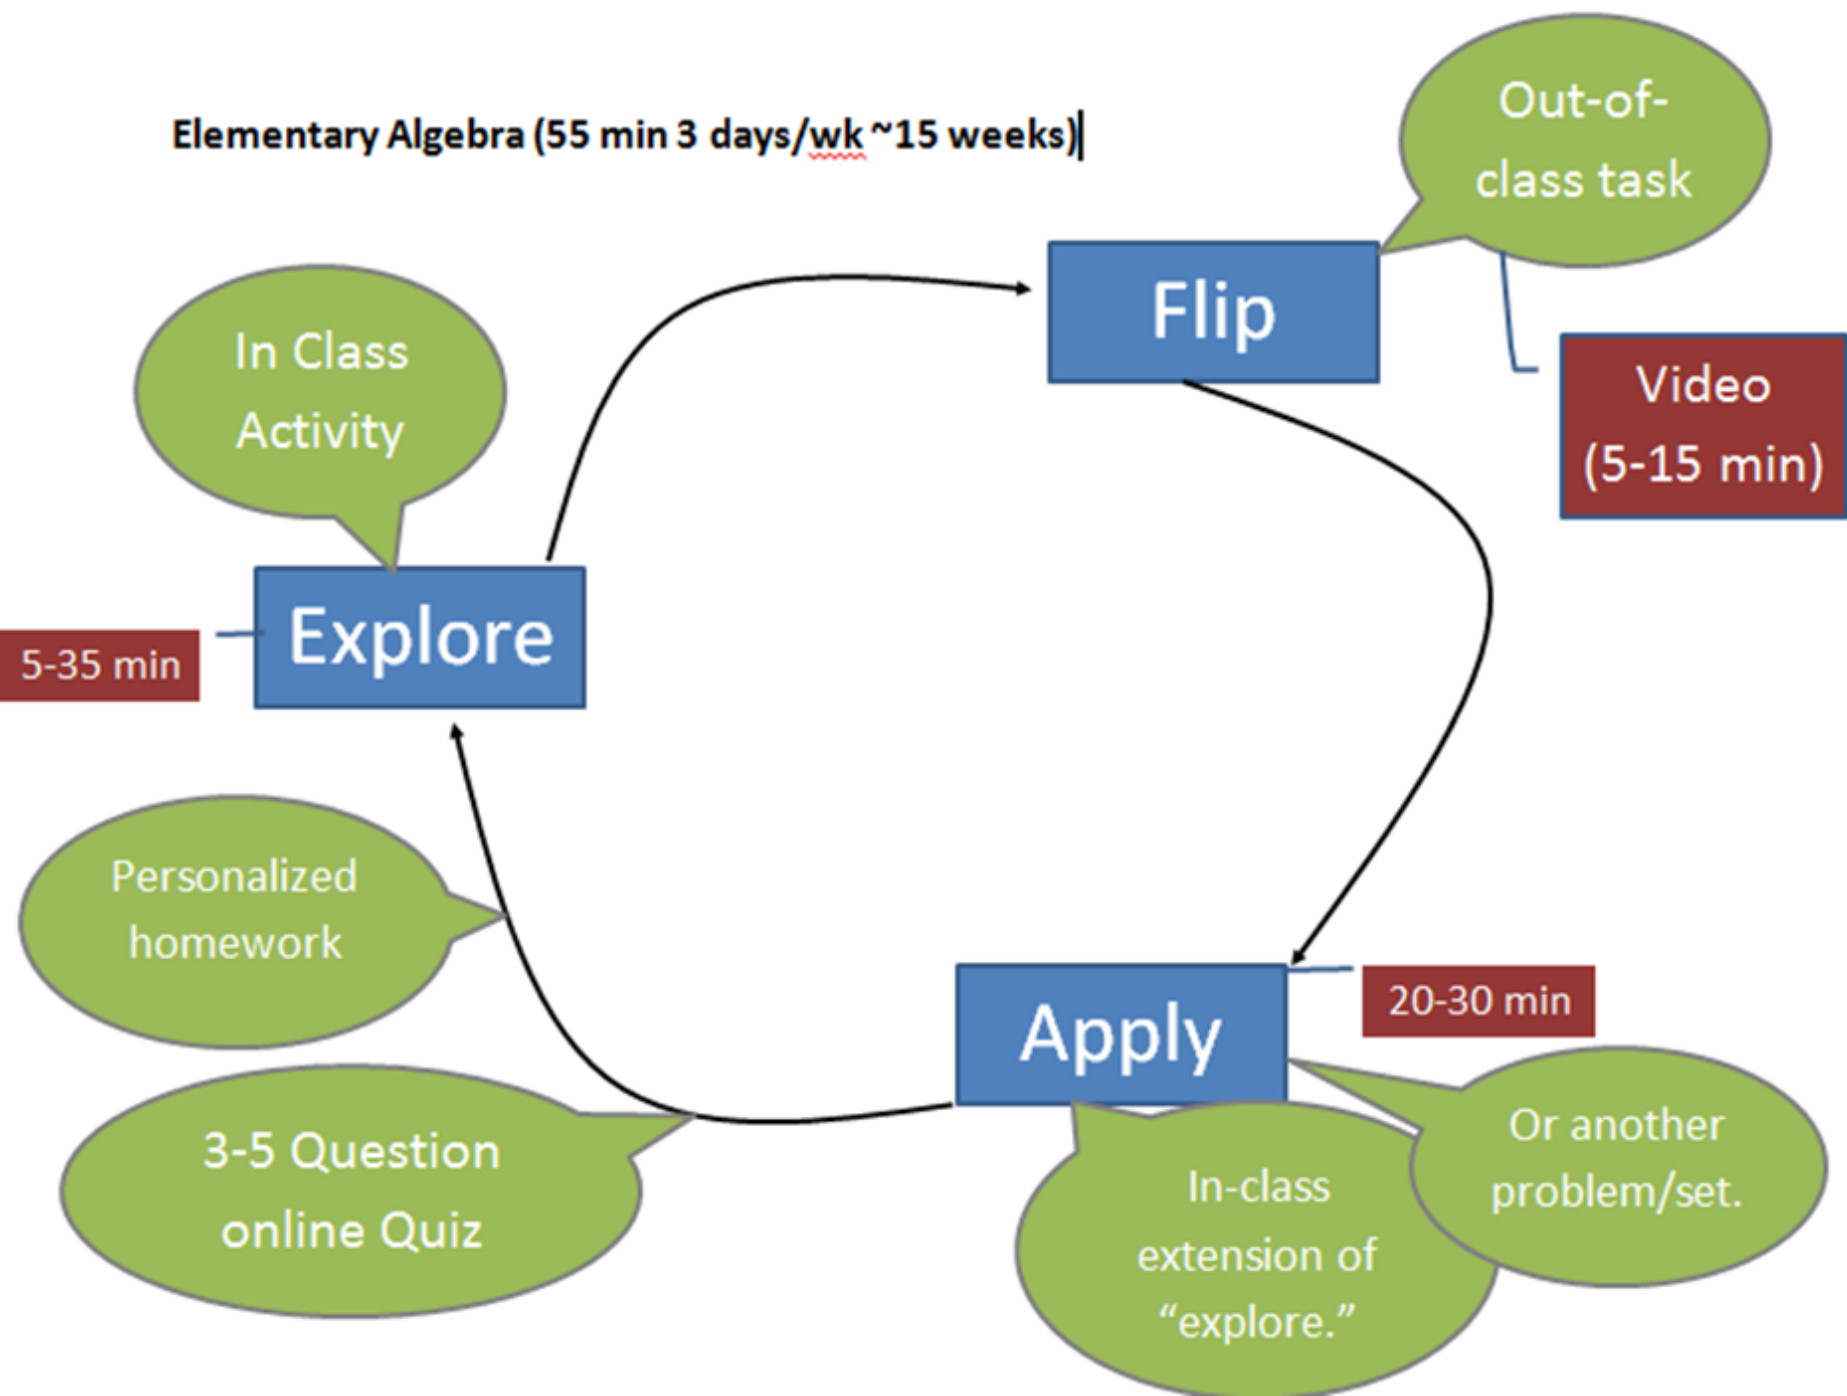 Elementary Algebra (55 min 3 days/wk ~15 weeks)
Out-of-
class task
Flip
Video
(5-15 min)
In Class
Activity
Explore
5-35 min
Personalized
homework
3-5 Question
online Quiz
Apply
20-30 min
Or another
problem/set.
In-class
extension of
“explore.”